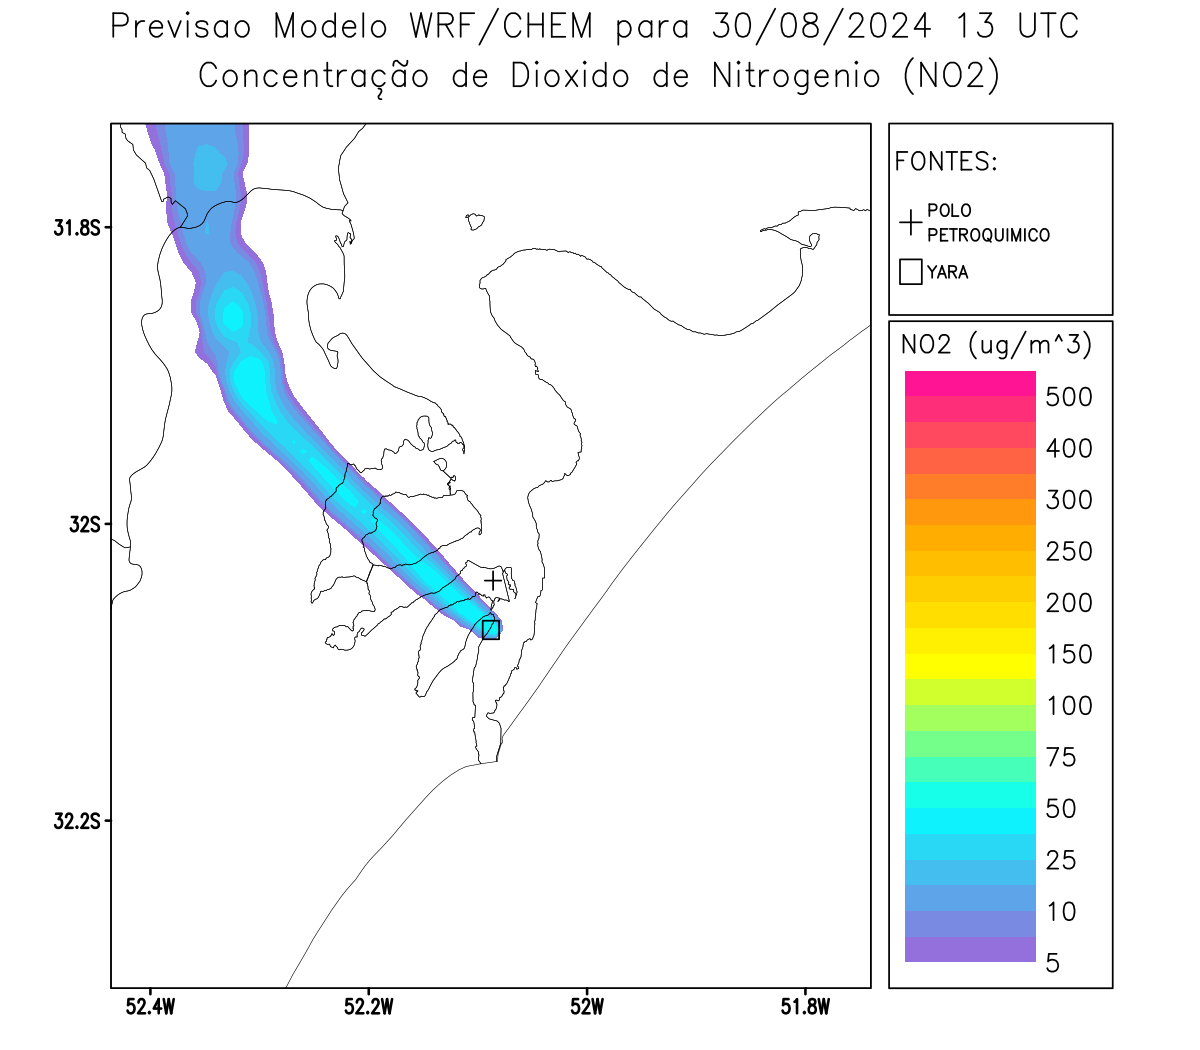 Previsao Modelo WRF/CHEM para 30/08/2024 13 UTC
Concentração de Dioxido de Nitrogenio (NO2)
FONTES:
POLO
PETROQUIMICO
YARA
NO2 (ug/m^3)
500
400
300
250
200
150
100
75
50
25
10
5
31.8S
32S
32.2S
52.4W
52.2W
52W
51.8W